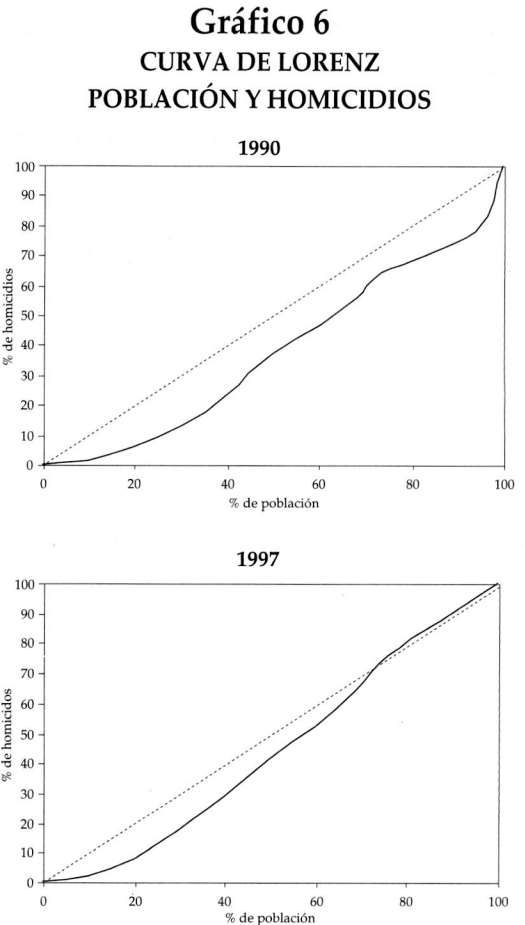 Gráfico 6
CURVA DE LORENZ
POBLACIÓN Y HOMICIDIOS
1990
100
90
80
70
60
50
40
30
20
10
0
% de homicidios
0 20 40 60 80 100
% de población
1997
100
90
80
70
60
50
40
30
20
10
0
% de homicidos
0 20 40 60 80 100
% de población